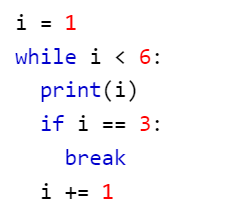 i = 1
while i < 6:
  print(i)
  if i == 3:
    break
  i += 1